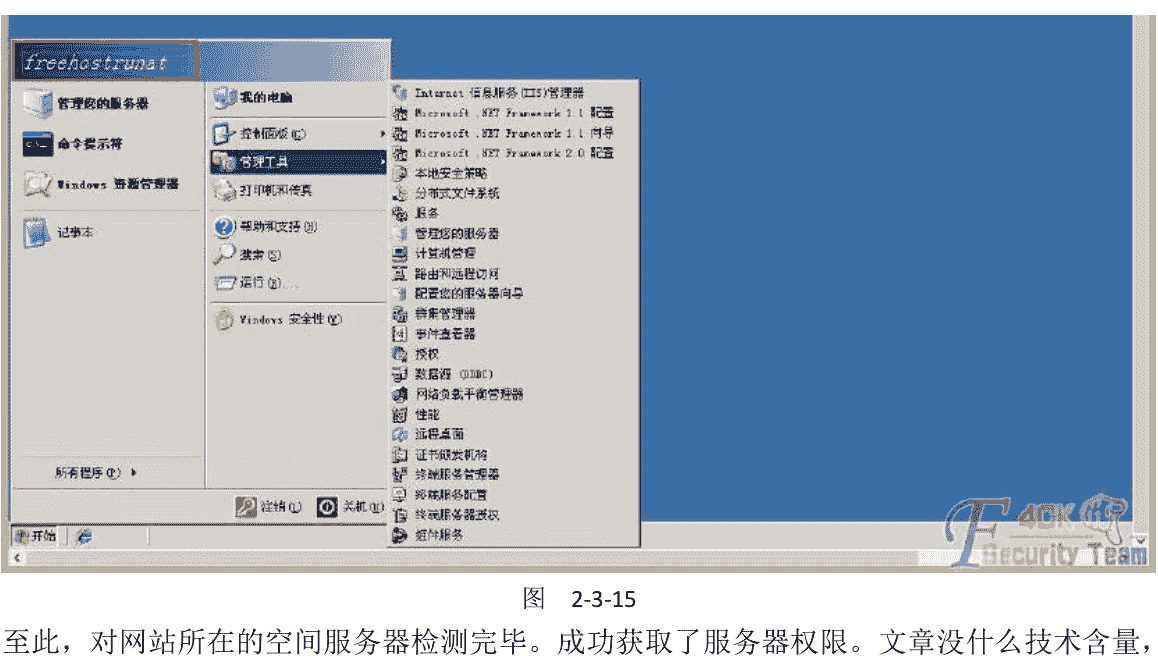 freehostrunat
管理您的服务器
命令提示符
Windows 资源管理器
记事本
所有程序(P)
我的电脑
控制面板(C)
管理工具
打印机和传真
帮助和支持(H)
搜索(S)
运行(R)...
Windows 安全性(W)
注销(L)
关机(U)
Internet 信息服务(IIS)管理器
Microsoft .NET Framework 1.1 配置
Microsoft .NET Framework 1.1 向导
Microsoft .NET Framework 2.0 配置
本地安全策略
分布式文件系统
服务
管理您的服务器
计算机管理
路由和远程访问
配置您的服务器向导
群集管理器
事件查看器
授权
数据源 (ODBC)
网络负载平衡管理器
性能
远程桌面
证书颁发机构
终端服务管理器
终端服务配置
终端服务器授权
组件服务
开始
F4ck
Security Team
图 2-3-15
至此，对网站所在的空间服务器检测完毕。成功获取了服务器权限。文章没什么技术含量，